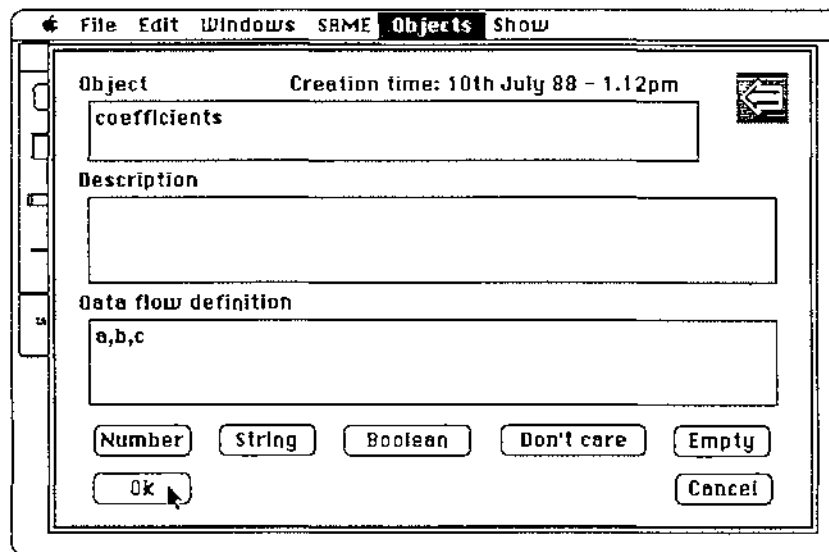 File Edit Windows SAME Objects Show
Object Creation time: 10th July 88 - 1.12pm
coefficients
Description
Data flow definition
a,b,c
Number String Boolean Don't care Empty
Ok Cancel